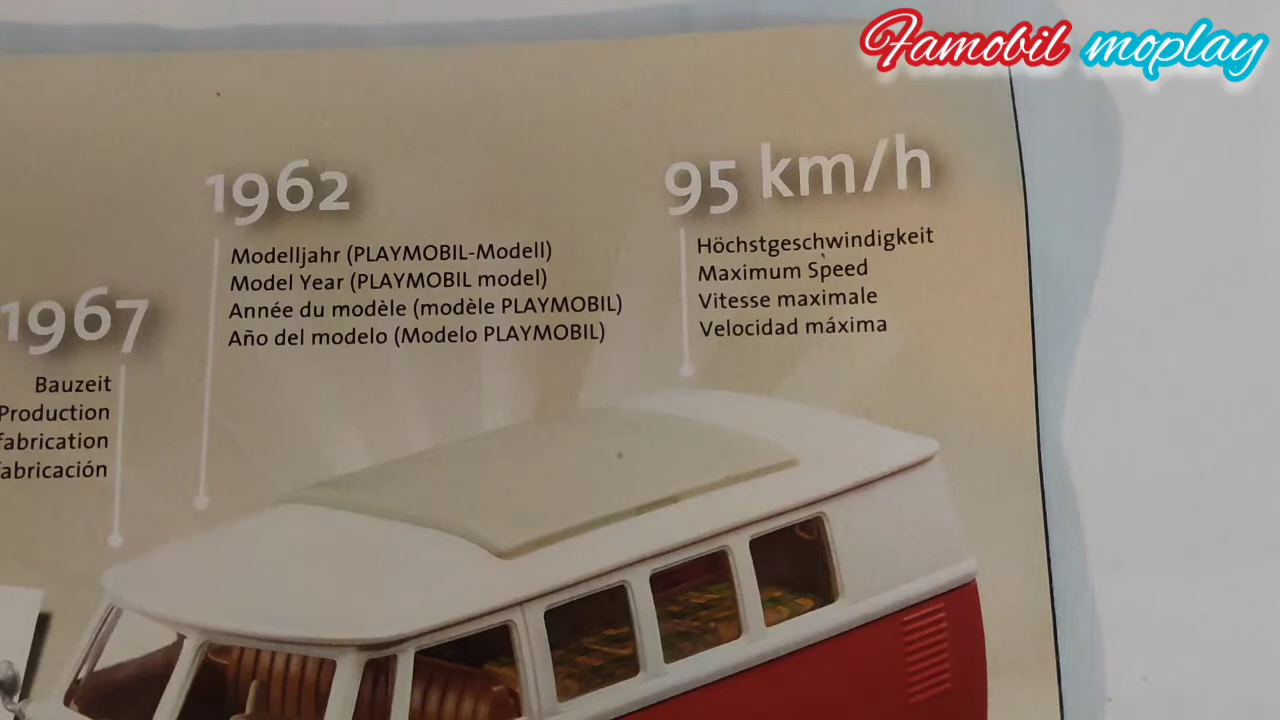 Famobil moplay
1962
Modelljahr (PLAYMOBIL-Modell)
Model Year (PLAYMOBIL model)
Année du modèle (modèle PLAYMOBIL)
Año del modelo (Modelo PLAYMOBIL)
95 km/h
Höchstgeschwindigkeit
Maximum Speed
Vitesse maximale
Velocidad máxima
1967
Bauzeit
Production
fabrication
abricación